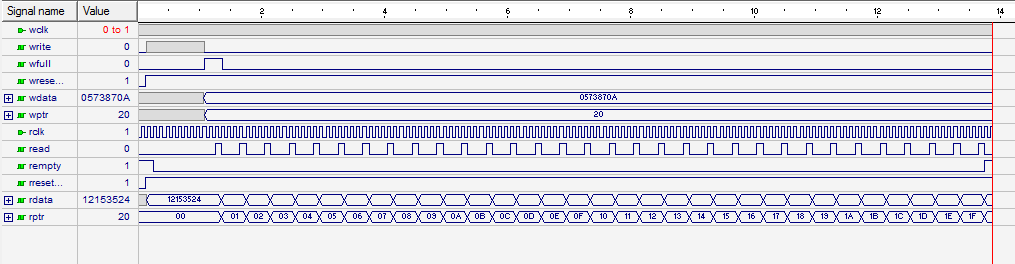 Signal name Value 2 4 6 8 10 12 14
wclk 0 to 1
write 0
wfull 0
wrese... 1
wdata 0573870A 0573870A
wptr 20 20
rclk 1
read 0
rempty 1
rreset... 1
rdata 12153524 12153524
rptr 20 00 01 02 03 04 05 06 07 08 09 0A 0B 0C 0D 0E 0F 10 11 12 13 14 15 16 17 18 19 1A 1B 1C 1D 1E 1F